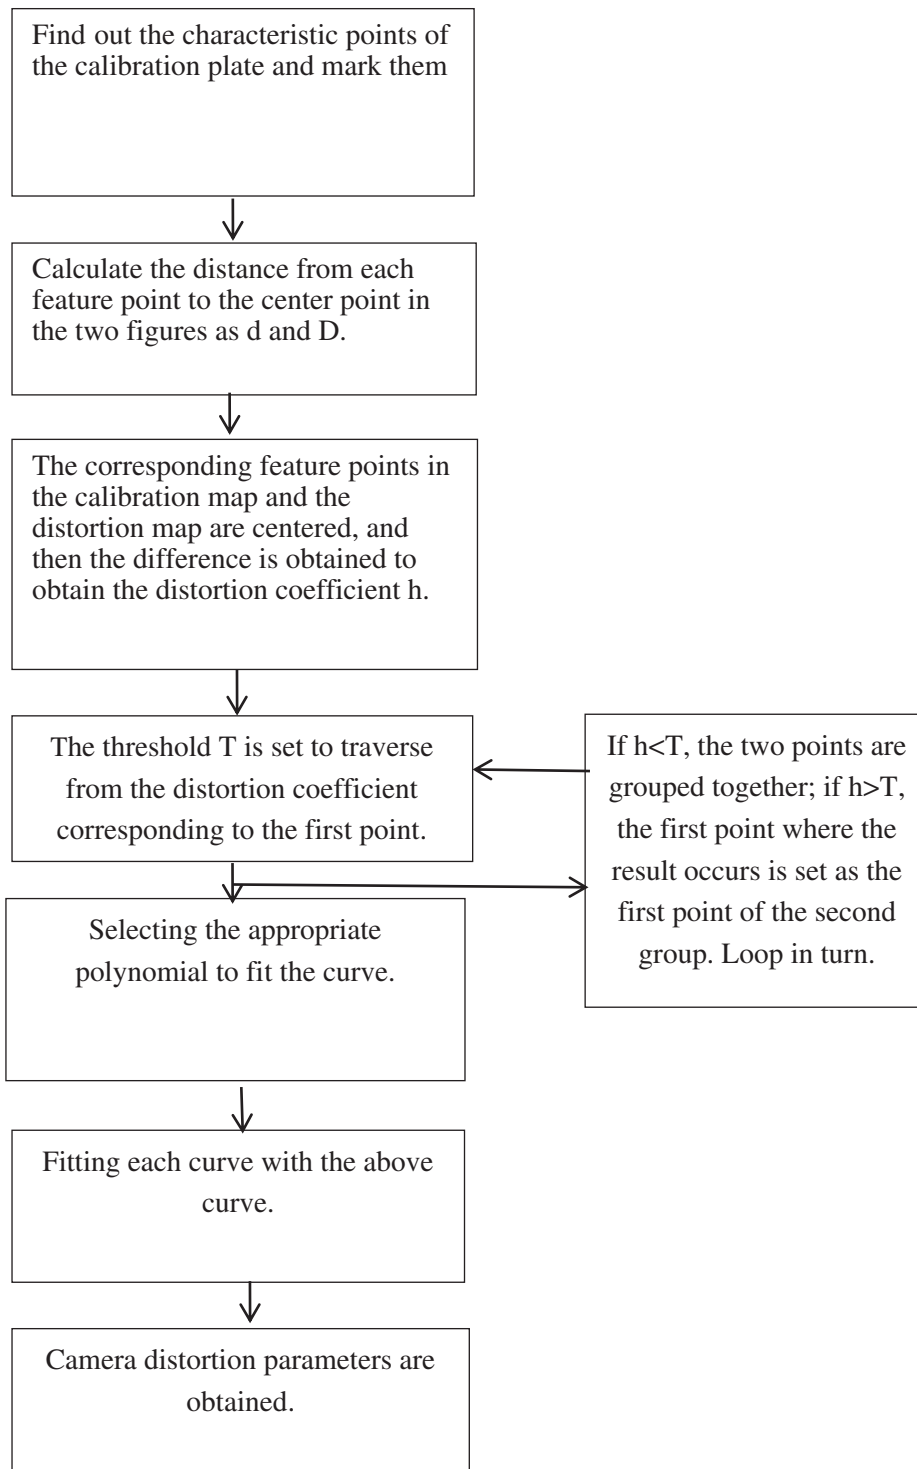 Find out the characteristic points of
the calibration plate and mark them
Calculate the distance from each
feature point to the center point in
the two figures as d and D.
The corresponding feature points in
the calibration map and the
distortion map are centered, and
then the difference is obtained to
obtain the distortion coefficient h.
The threshold T is set to traverse
from the distortion coefficient
corresponding to the first point.
If h<T, the two points are
grouped together; if h>T,
the first point where the
result occurs is set as the
first point of the second
group. Loop in turn.
Selecting the appropriate
polynomial to fit the curve.
Fitting each curve with the above
curve.
Camera distortion parameters are
obtained.